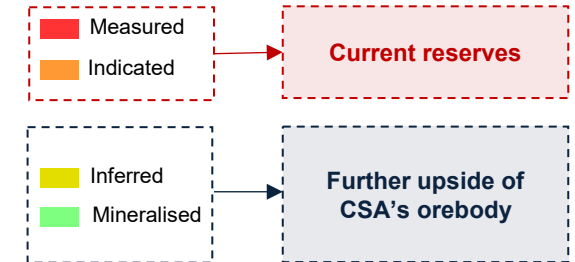 Measured
Indicated
Current reserves
Inferred
Mineralised
Further upside of
CSA's orebody